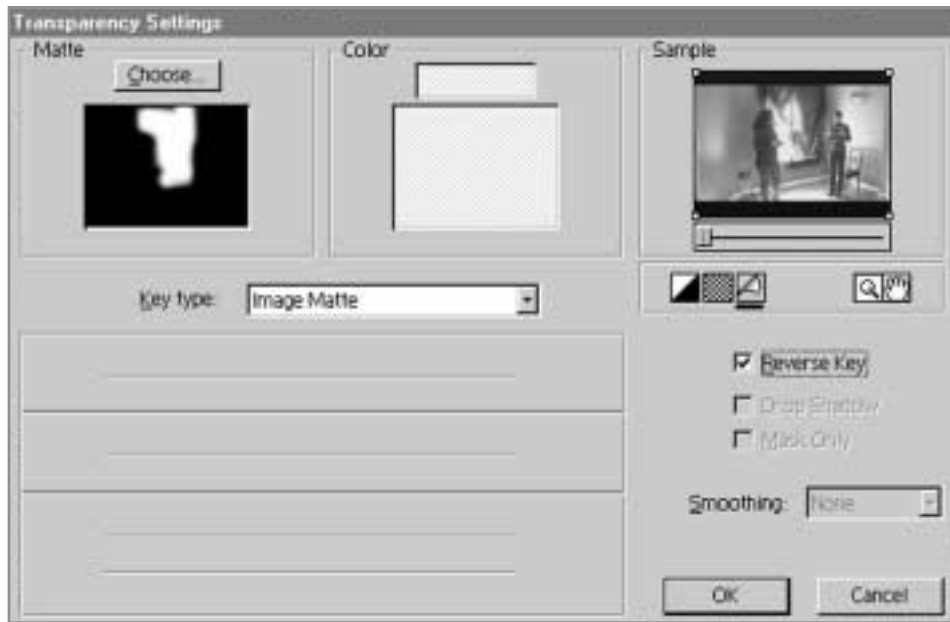 Transparency Settings
Matte
Color
Sample
Choose...
Key type:
Image Matte
Reverse Key
Drop Shadow
Mask Only
Smoothing:
None
OK
Cancel